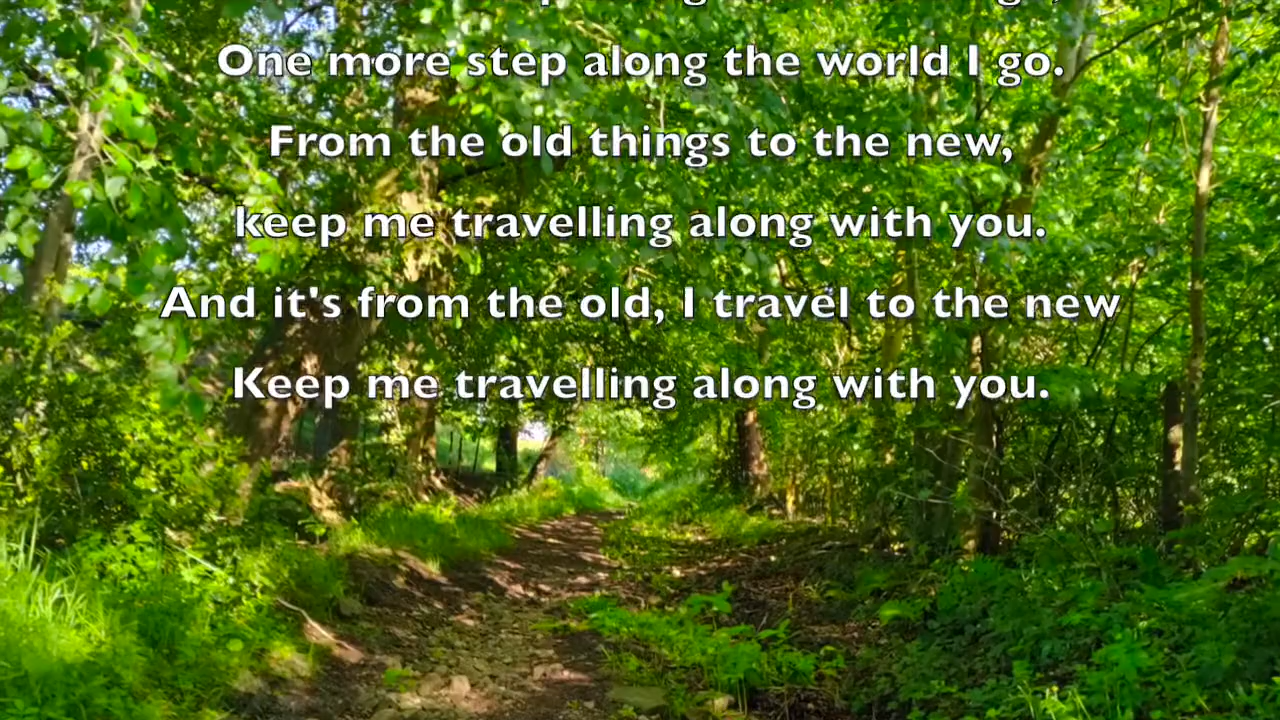 One more step along the world I go.
From the old things to the new,
keep me travelling along with you.
And it's from the old, I travel to the new
Keep me travelling along with you.